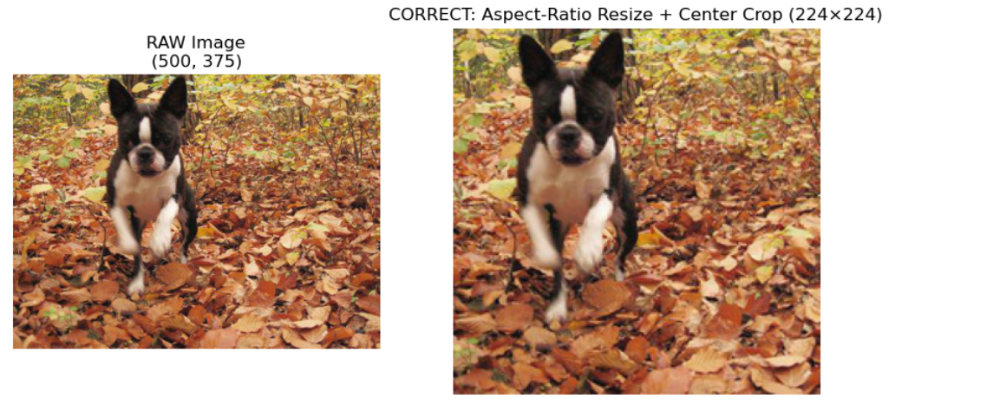 RAW Image
(500, 375)
CORRECT: Aspect-Ratio Resize + Center Crop (224×224)